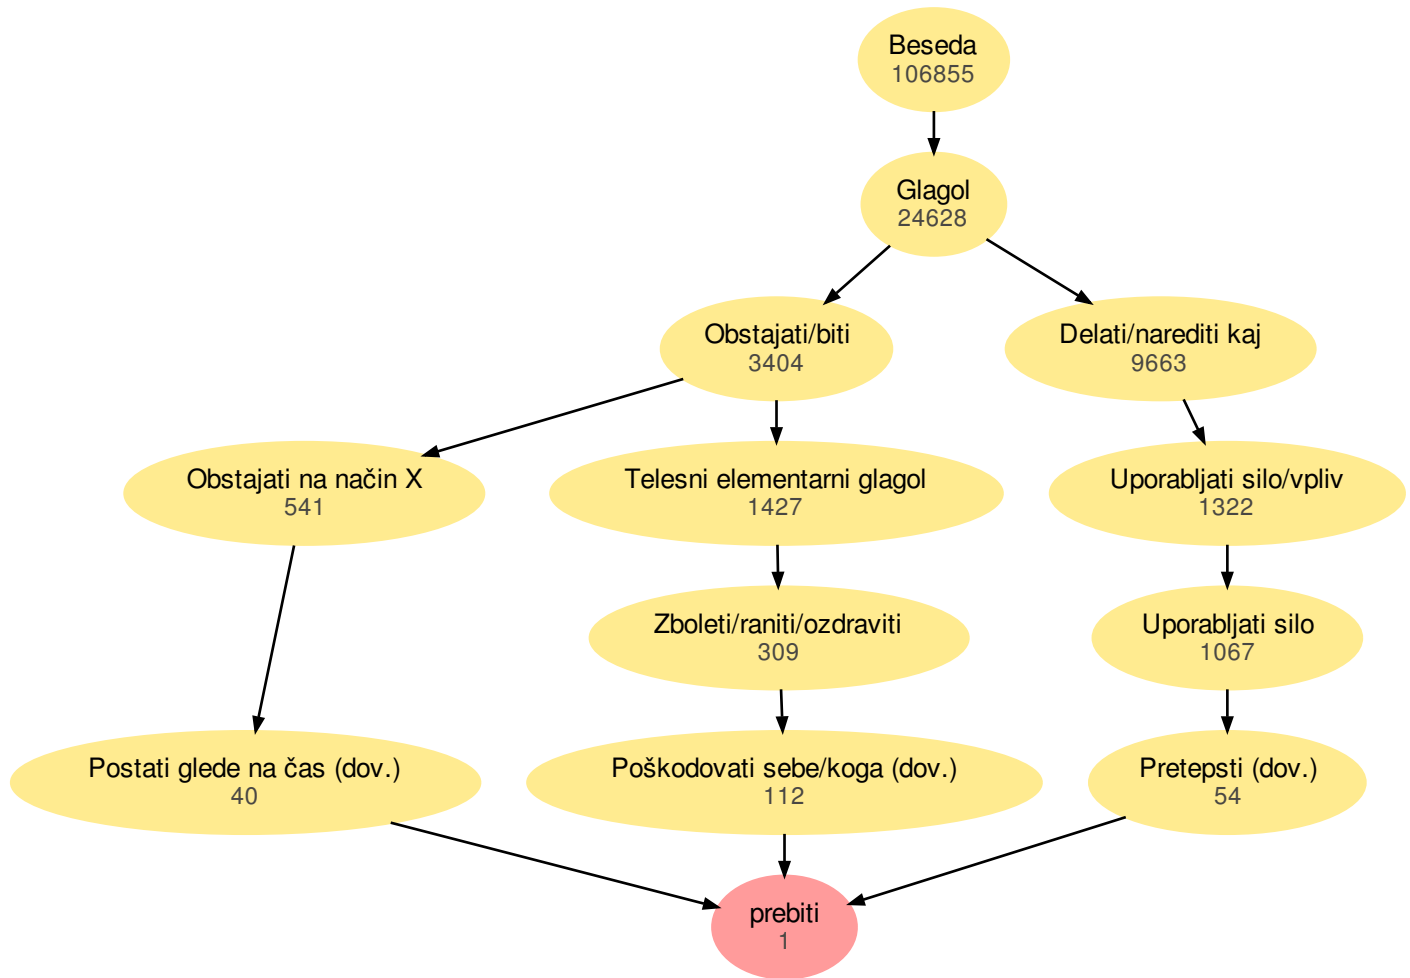 Beseda
106855
Glagol
24628
Obstajati/biti
3404
Delati/narediti kaj
9663
Obstajati na način X
541
Telesni elementarni glagol
1427
Uporabljati silo/vpliv
1322
Zboleti/raniti/ozdraviti
309
Uporabljati silo
1067
Postati glede na čas (dov.)
40
Poškodovati sebe/koga (dov.)
112
Pretepsti (dov.)
54
prebiti
1